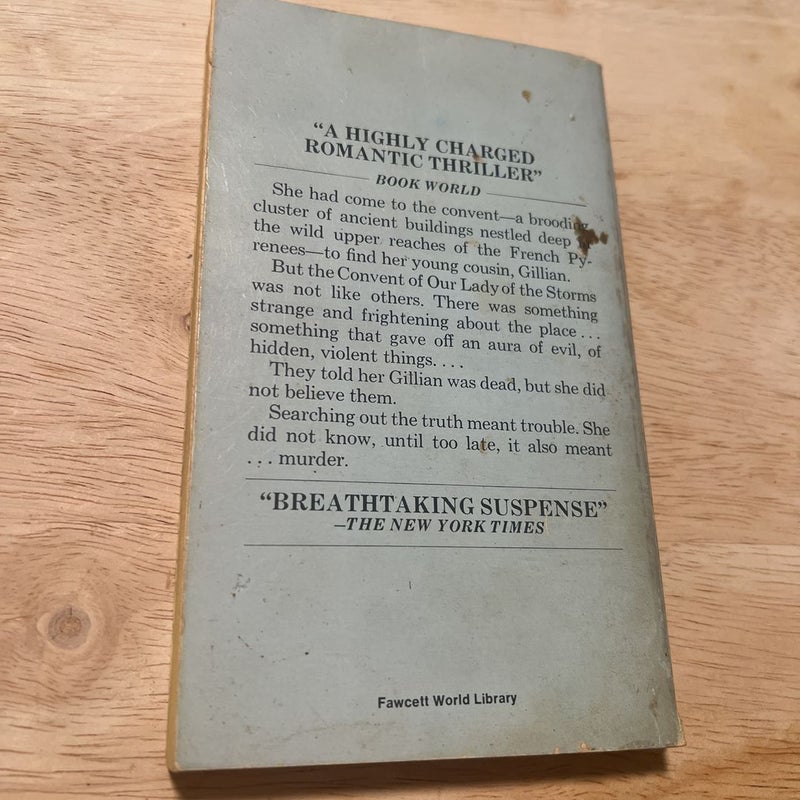 “A HIGHLY CHARGED
ROMANTIC THRILLER”
BOOK WORLD
She had come to the convent—a brooding
cluster of ancient buildings nestled deep
the wild upper reaches of the French Py-
renees—to find her young cousin, Gillian.
But the Convent of Our Lady of the Storms
was not like others. There was something
strange and frightening about the place . . .
something that gave off an aura of evil, of
hidden, violent things. . . .
They told her Gillian was dead, but she did
not believe them.
Searching out the truth meant trouble. She
did not know, until too late, it also meant
. . . murder.
“BREATHTAKING SUSPENSE”
–THE NEW YORK TIMES
Fawcett World Library